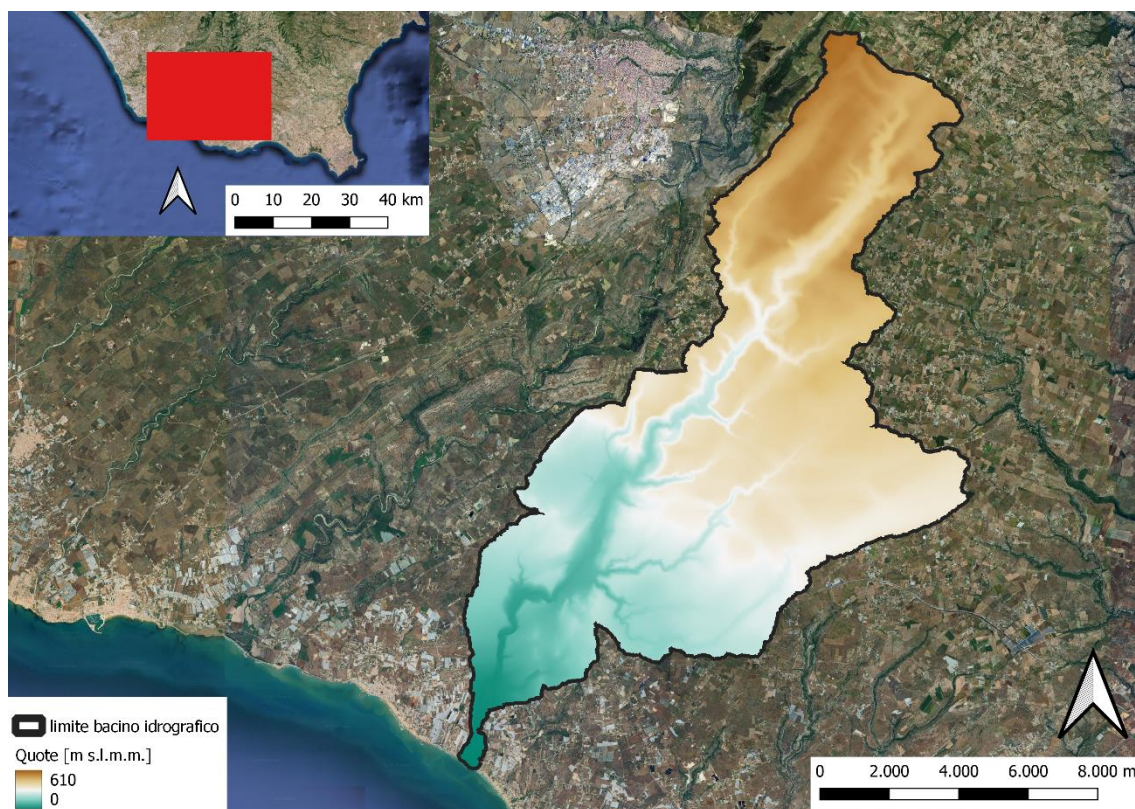 0 10 20 30 40 km
limite bacino idrografico
Quote [m s.l.m.m.]
610
0
0 2.000 4.000 6.000 8.000 m